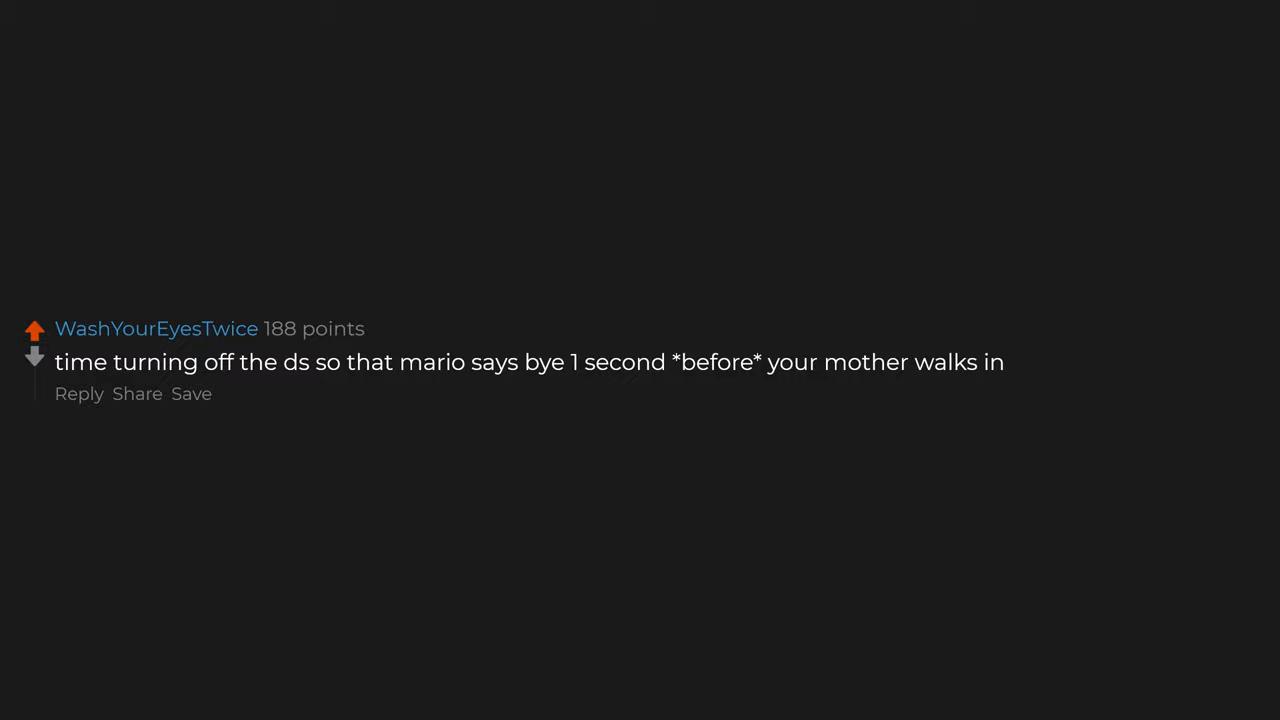 WashYourEyesTwice 188 points
time turning off the ds so that mario says bye 1 second *before* your mother walks in
Reply Share Save